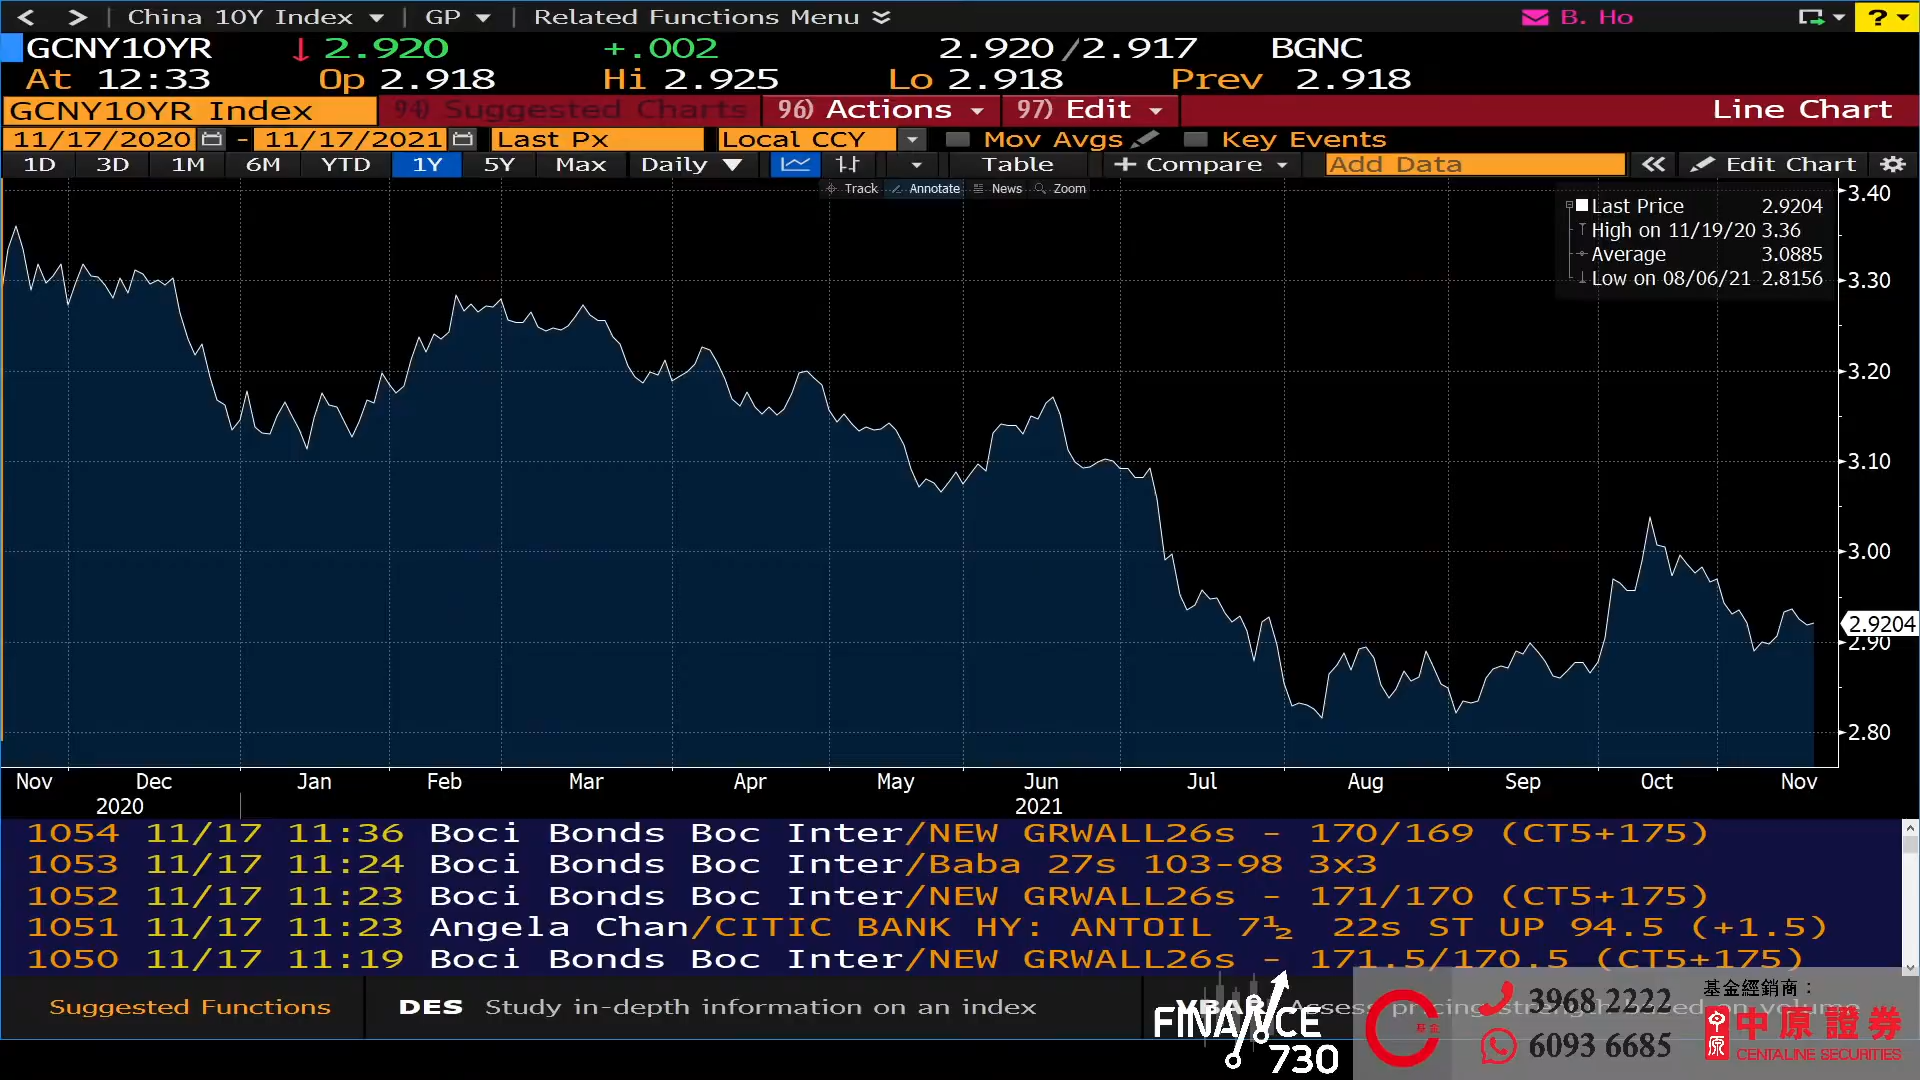 China 10Y Index GP Related Functions Menu B. Ho ?
GCNY10YR ↓ 2.920 +.002 2.920/2.917 BGNC
At 12:33 Op 2.918 Hi 2.925 Lo 2.918 Prev 2.918
GCNY10YR Index 94) Suggested Charts 96) Actions 97) Edit Line Chart
11/17/2020 - 11/17/2021 Last Px Local CCY Mov Avgs Key Events
1D 3D 1M 6M YTD 1Y 5Y Max Daily Table + Compare Add Data « Edit Chart
Track Annotate News Zoom
Last Price 2.9204
High on 11/19/20 3.36
Average 3.0885
Low on 08/06/21 2.8156
3.40
3.30
3.20
3.10
3.00
2.9204
2.90
2.80
Nov Dec Jan Feb Mar Apr May Jun Jul Aug Sep Oct Nov
2020 2021
1054 11/17 11:36 Boci Bonds Boc Inter/NEW GRWALL26s - 170/169 (CT5+175)
1053 11/17 11:24 Boci Bonds Boc Inter/Baba 27s 103-98 3x3
1052 11/17 11:23 Boci Bonds Boc Inter/NEW GRWALL26s - 171/170 (CT5+175)
1051 11/17 11:23 Angela Chan/CITIC BANK HY: ANTOIL 7½ 22s ST UP 94.5 (+1.5)
1050 11/17 11:19 Boci Bonds Boc Inter/NEW GRWALL26s - 171.5/170.5 (CT5+175)
Suggested Functions DES Study in-depth information on an index VBAR Assess pricing strength based on volume
FINANCE
730
基金
3968 2222
6093 6685
基金經銷商：
中原
中原證券
CENTALINE SECURITIES